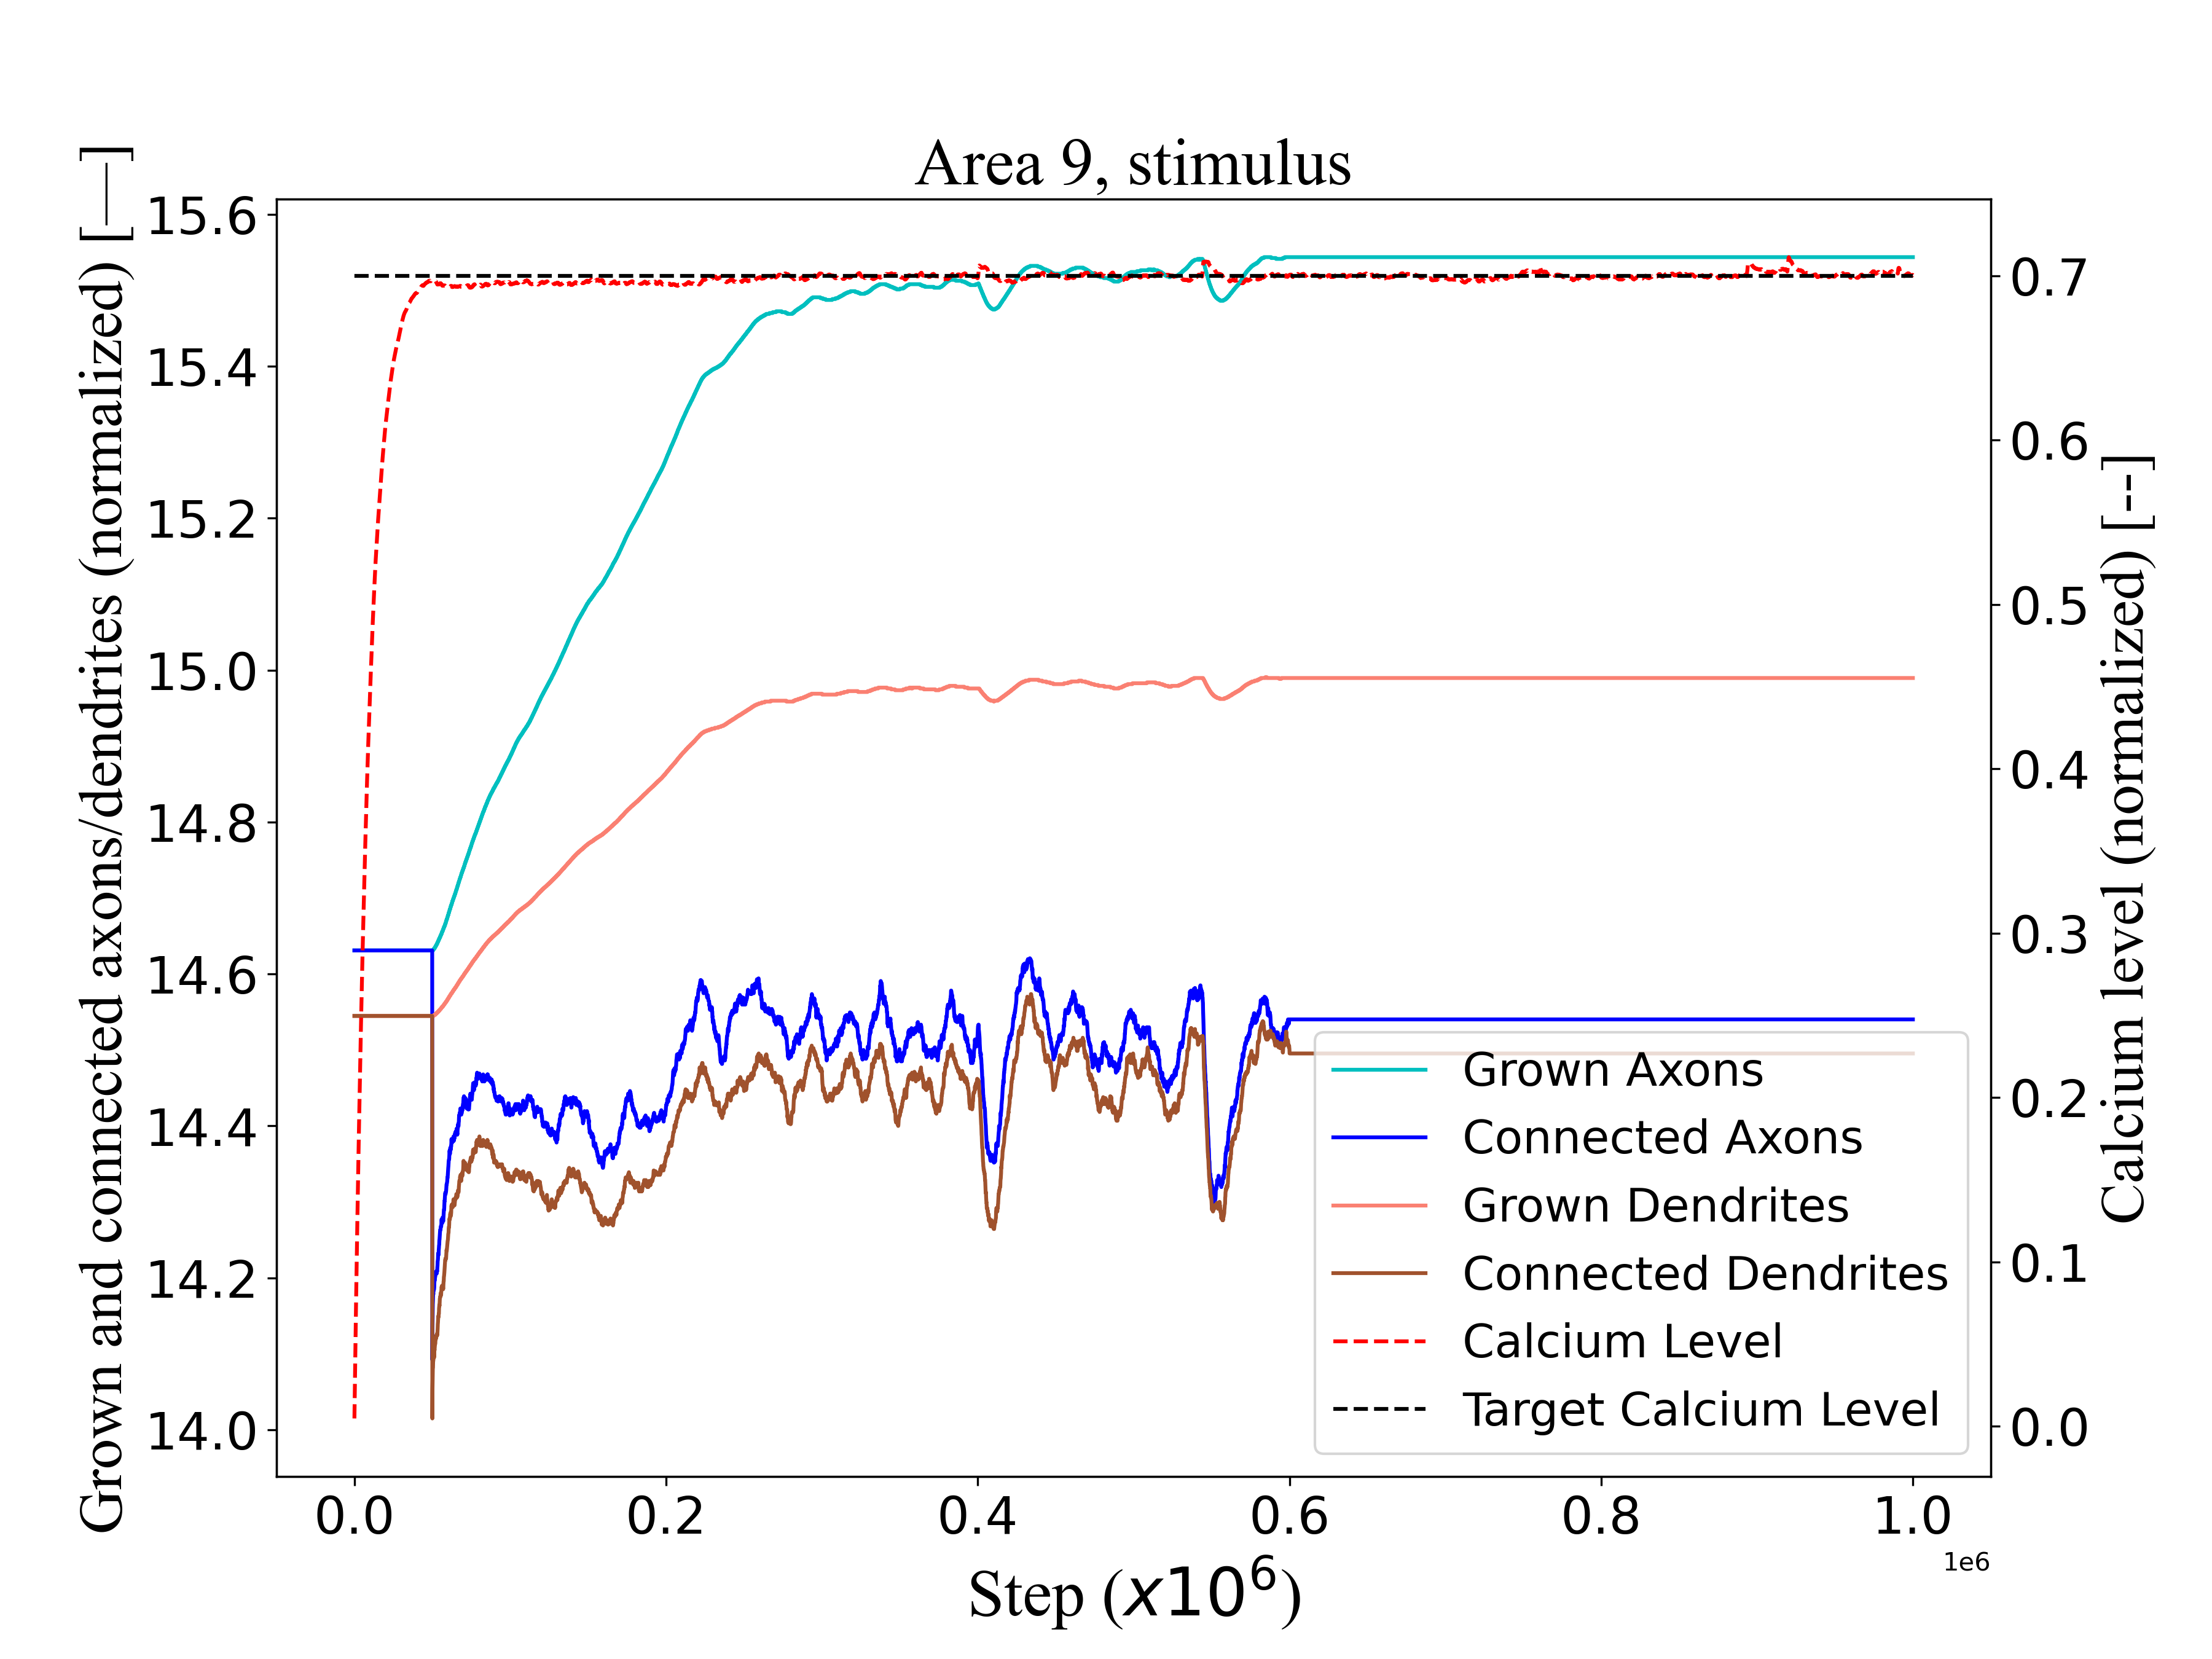 Area 9, stimulus
Grown and connected axons/dendrites (normalized) [—]
15.6
15.4
15.2
15.0
14.8
14.6
14.4
14.2
14.0
0.7
0.6
0.5
0.4
0.3
0.2
0.1
0.0
Calcium level (normalized) [--]
Grown Axons
Connected Axons
Grown Dendrites
Connected Dendrites
Calcium Level
Target Calcium Level
0.0 0.2 0.4 0.6 0.8 1.0
1e6
Step (x10⁶)